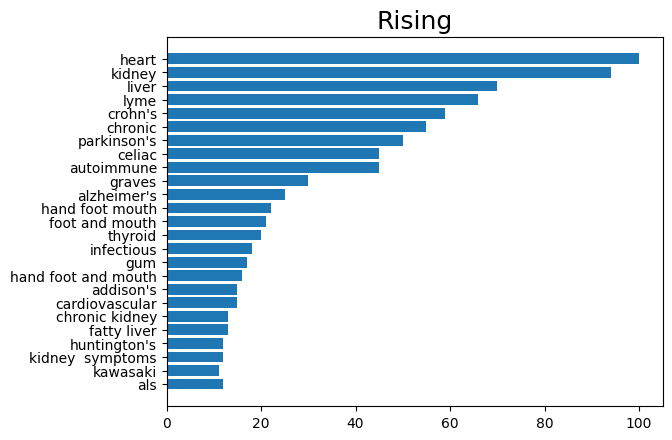 Rising
heart
kidney
liver
lyme
crohn's
chronic
parkinson's
celiac
autoimmune
graves
alzheimer's
hand foot mouth
foot and mouth
thyroid
infectious
gum
hand foot and mouth
addison's
cardiovascular
chronic kidney
fatty liver
huntington's
kidney  symptoms
kawasaki
als
0 20 40 60 80 100